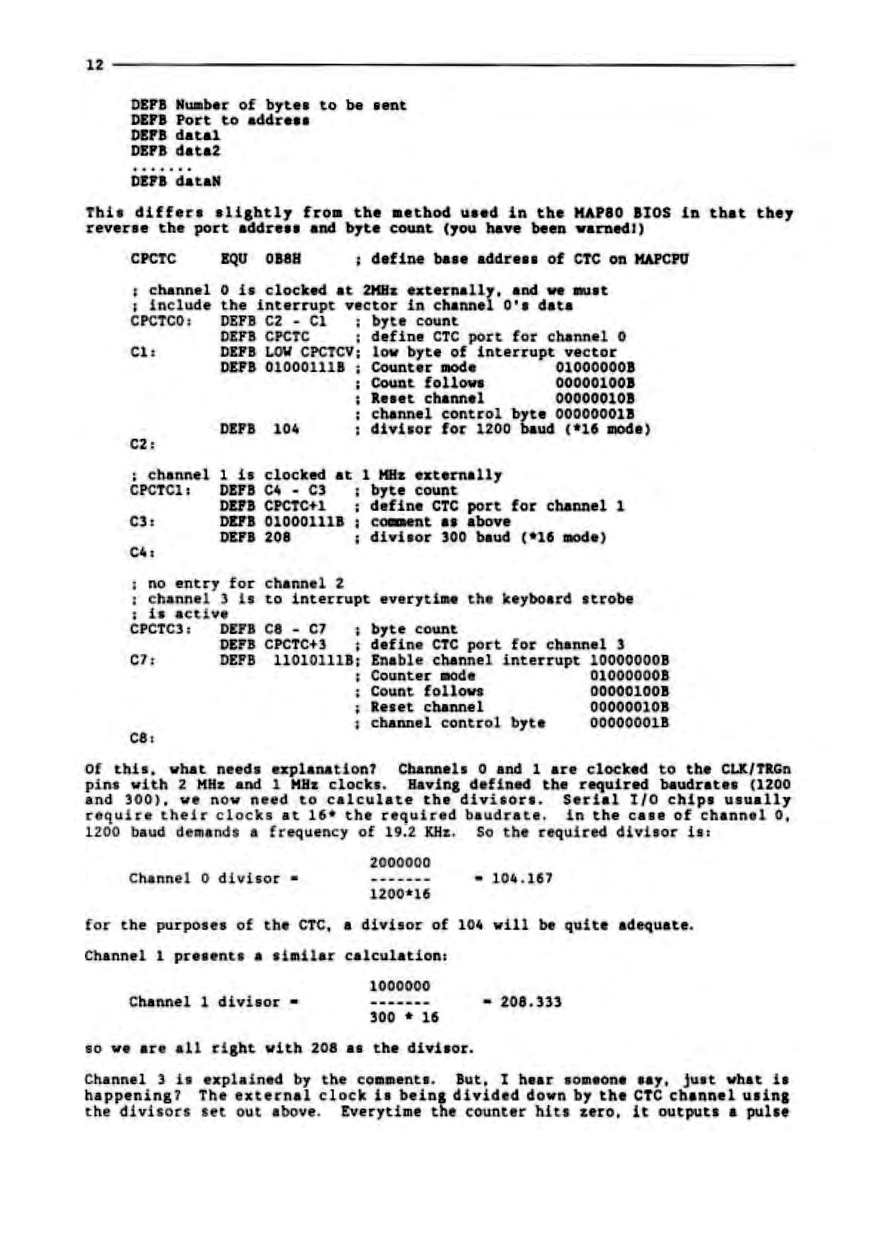 12
DEFB Number of bytes to be sent
DEFB Port to address
DEFB data1
DEFB data2
.......
DEFB dataN
This differs slightly from the method used in the MAP80 BIOS in that they
reverse the port address and byte count (you have been warned!)
CPCTC EQU 0B8H ; define base address of CTC on MAPCPU
; channel 0 is clocked at 2MHz externally, and we must
; include the interrupt vector in channel 0's data
CPCTC0: DEFB C2 - C1 ; byte count
DEFB CPCTC ; define CTC port for channel 0
C1: DEFB LOW CPCTCV; low byte of interrupt vector
DEFB 01000111B ; Counter mode 01000000B
; Count follows 00000100B
; Reset channel 00000010B
; channel control byte 00000001B
DEFB 104 ; divisor for 1200 baud (*16 mode)
C2:
; channel 1 is clocked at 1 MHz externally
CPCTC1: DEFB C4 - C3 ; byte count
DEFB CPCTC+1 ; define CTC port for channel 1
C3: DEFB 01000111B ; comment as above
DEFB 208 ; divisor 300 baud (*16 mode)
C4:
; no entry for channel 2
; channel 3 is to interrupt everytime the keyboard strobe
; is active
CPCTC3: DEFB C8 - C7 ; byte count
DEFB CPCTC+3 ; define CTC port for channel 3
C7: DEFB 11010111B; Enable channel interrupt 10000000B
; Counter mode 01000000B
; Count follows 00000100B
; Reset channel 00000010B
; channel control byte 00000001B
C8:
Of this, what needs explanation? Channels 0 and 1 are clocked to the CLK/TRGn
pins with 2 MHz and 1 MHz clocks. Having defined the required baudrates (1200
and 300), we now need to calculate the divisors. Serial I/O chips usually
require their clocks at 16* the required baudrate. in the case of channel 0,
1200 baud demands a frequency of 19.2 KHz. So the required divisor is:
2000000
Channel 0 divisor = ------- = 104.167
1200*16
for the purposes of the CTC, a divisor of 104 will be quite adequate.
Channel 1 presents a similar calculation:
1000000
Channel 1 divisor = ------- = 208.333
300 * 16
so we are all right with 208 as the divisor.
Channel 3 is explained by the comments. But, I hear someone say, just what is
happening? The external clock is being divided down by the CTC channel using
the divisors set out above. Everytime the counter hits zero, it outputs a pulse